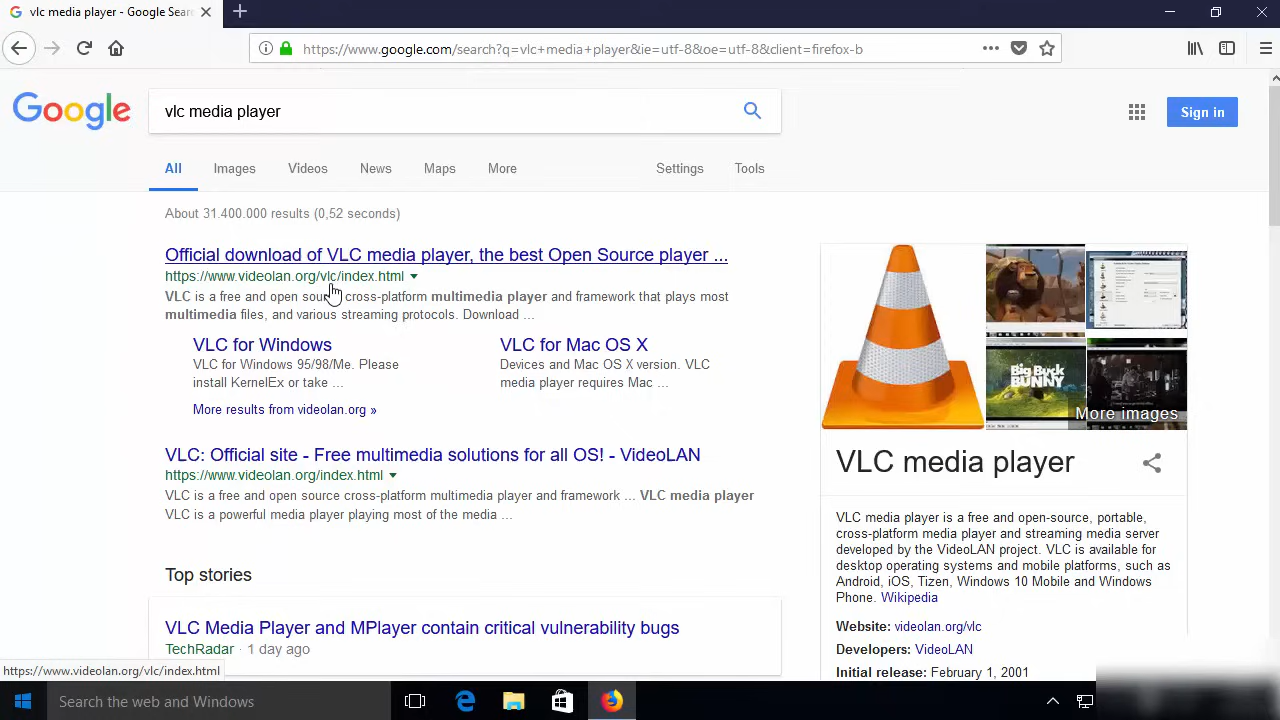 vlc media player - Google Sear
https://www.google.com/search?q=vlc+media+player&ie=utf-8&oe=utf-8&client=firefox-b
Google
vlc media player
Sign in
All Images Videos News Maps More Settings Tools
About 31.400.000 results (0,52 seconds)
Official download of VLC media player, the best Open Source player ...
https://www.videolan.org/vlc/index.html
VLC is a free and open source cross-platform multimedia player and framework that plays most
multimedia files, and various streaming protocols. Download ...
VLC for Windows
VLC for Windows 95/98/Me. Please
install KernelEx or take ...
VLC for Mac OS X
Devices and Mac OS X version. VLC
media player requires Mac ...
More results from videolan.org »
VLC: Official site - Free multimedia solutions for all OS! - VideoLAN
https://www.videolan.org/index.html
VLC is a free and open source cross-platform multimedia player and framework ... VLC media player
VLC is a powerful media player playing most of the media ...
Top stories
VLC Media Player and MPlayer contain critical vulnerability bugs
TechRadar · 1 day ago
BIG BUCK
BUNNY
More images
VLC media player
VLC media player is a free and open-source, portable,
cross-platform media player and streaming media server
developed by the VideoLAN project. VLC is available for
desktop operating systems and mobile platforms, such as
Android, iOS, Tizen, Windows 10 Mobile and Windows
Phone. Wikipedia
Website: videolan.org/vlc
Developers: VideoLAN
Initial release: February 1, 2001
https://www.videolan.org/vlc/index.html
Search the web and Windows